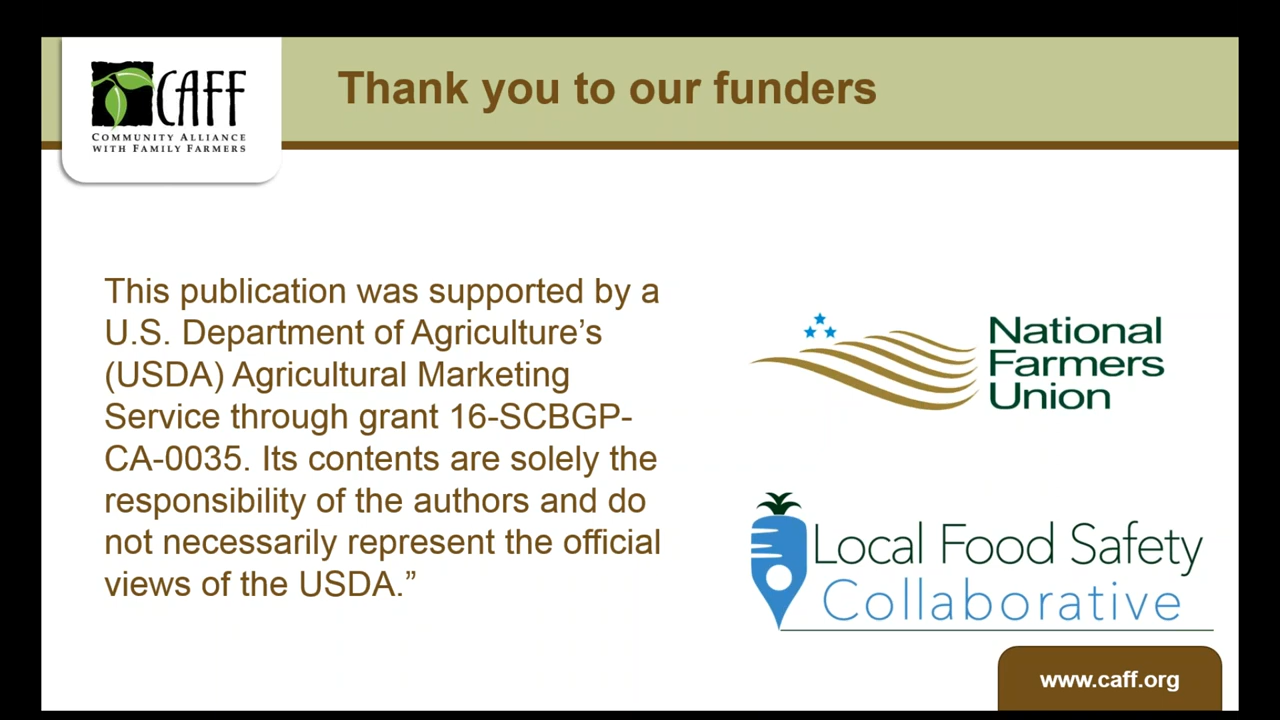 CAFF
COMMUNITY ALLIANCE
WITH FAMILY FARMERS
Thank you to our funders
This publication was supported by a
U.S. Department of Agriculture’s
(USDA) Agricultural Marketing
Service through grant 16-SCBGP-
CA-0035. Its contents are solely the
responsibility of the authors and do
not necessarily represent the official
views of the USDA.”
National
Farmers
Union
Local Food Safety
Collaborative
www.caff.org